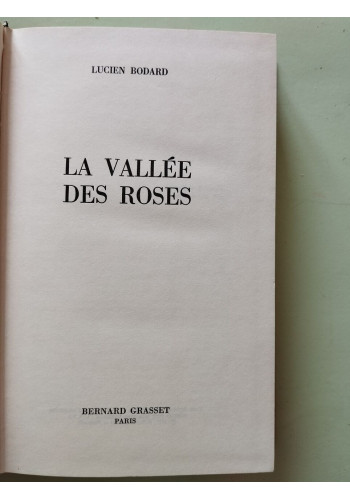 LUCIEN BODARD
LA VALLÉE
DES ROSES
BERNARD GRASSET
PARIS